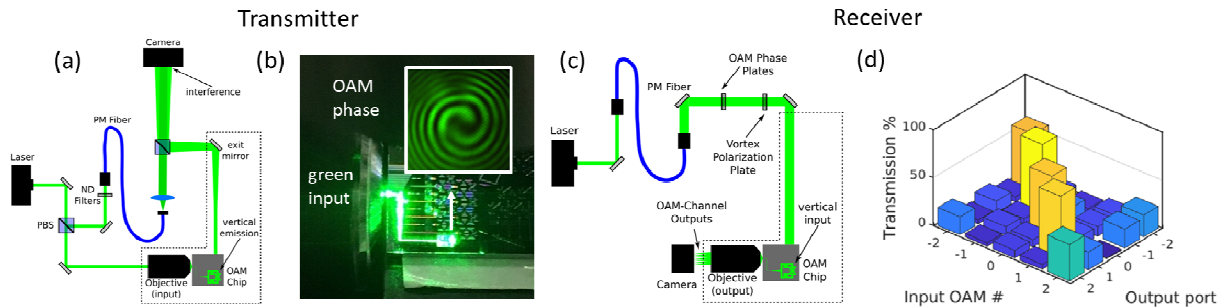 Transmitter
Receiver
(a)
Camera
interference
PM Fiber
Laser
ND
Filters
PBS
exit
mirror
vertical
emission
Objective
(input)
OAM
Chip
(b)
OAM
phase
green
input
(c)
PM Fiber
OAM Phase
Plates
Laser
Vortex
Polarization
Plate
OAM-Channel
Outputs
vertical
input
Camera
Objective
(output)
OAM
Chip
(d)
Transmission %
100
50
0
-2
-1
0
1
2
Input OAM #
2
1
0
-1
-2
Output port